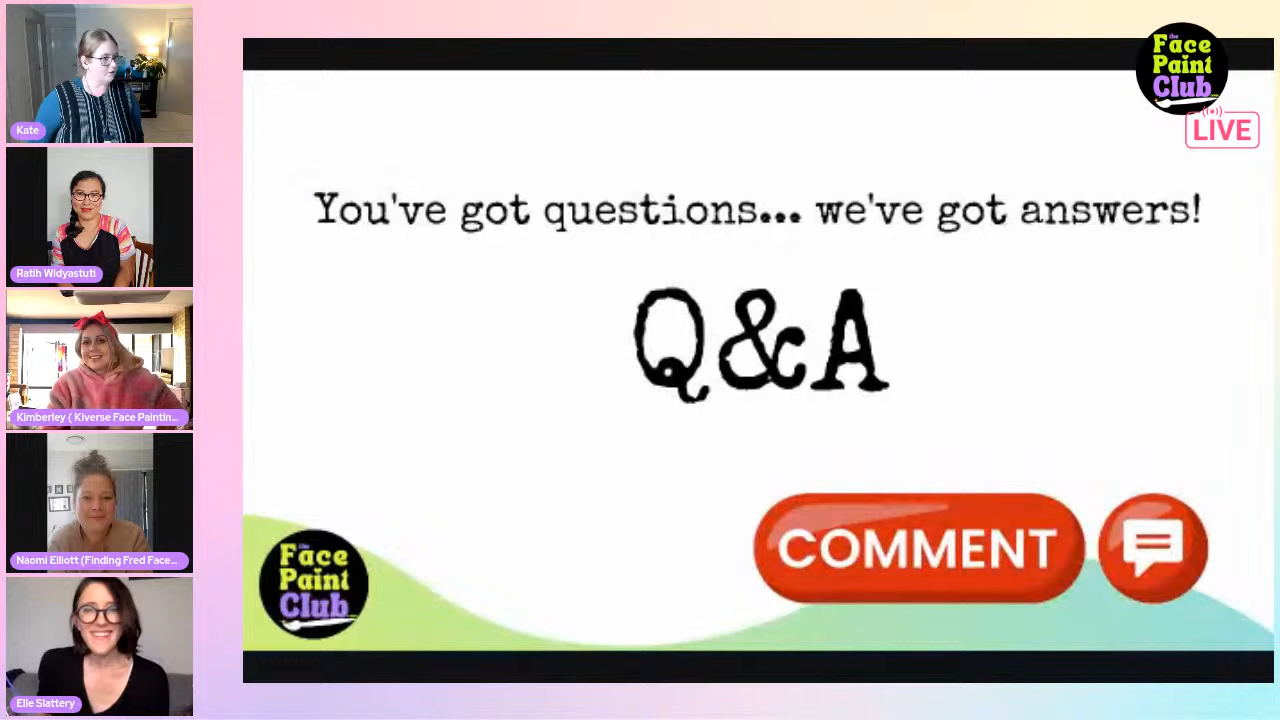 Kate
Ratih Widyastuti
Kimberley ( Kiverse Face Paintin...
Naomi Elliott (Finding Fred Face...
Elle Slattery
the
Face
Paint
Club
LIVE
You've got questions... we've got answers!
Q&A
COMMENT
the
Face
Paint
Club